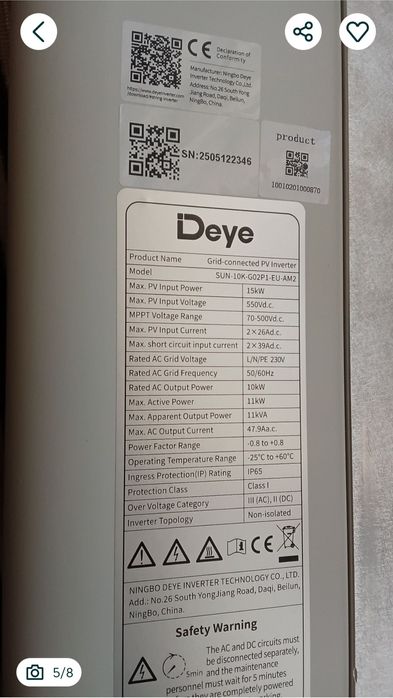 CE Declaration of Conformity
Manufacturer: Ningbo Deye
Inverter Technology Co.,Ltd.
Address: No.26 South Yong
Jiang Road, Daqi, Beilun,
NingBo, China.
https://www.deyeinverter.com
/download/#string-inverter
SN:2505122346
product
10010201000870
Deye
Product Name Grid-connected PV Inverter
Model SUN-10K-G02P1-EU-AM2
Max. PV Input Power 15kW
Max. PV Input Voltage 550Vd.c.
MPPT Voltage Range 70-500Vd.c.
Max. PV Input Current 2×26Ad.c.
Max. short circuit input current 2×39Ad.c.
Rated AC Grid Voltage L/N/PE 230V
Rated AC Grid Frequency 50/60Hz
Rated AC Output Power 10kW
Max. Active Power 11kW
Max. Apparent Output Power 11kVA
Max. AC Output Current 47.9Aa.c.
Power Factor Range -0.8 to +0.8
Operating Temperature Range -25°C to +60°C
Ingress Protection(IP) Rating IP65
Protection Class Class I
Over Voltage Category III (AC), II (DC)
Inverter Topology Non-isolated
CE
NINGBO DEYE INVERTER TECHNOLOGY CO., LTD.
Add.: No.26 South YongJiang Road, Daqi, Beilun,
NingBo, China.
Safety Warning
The AC and DC circuits must
be disconnected separately,
5min and the maintenance
personnel must wait for 5 minutes
they are completely powered
5/8